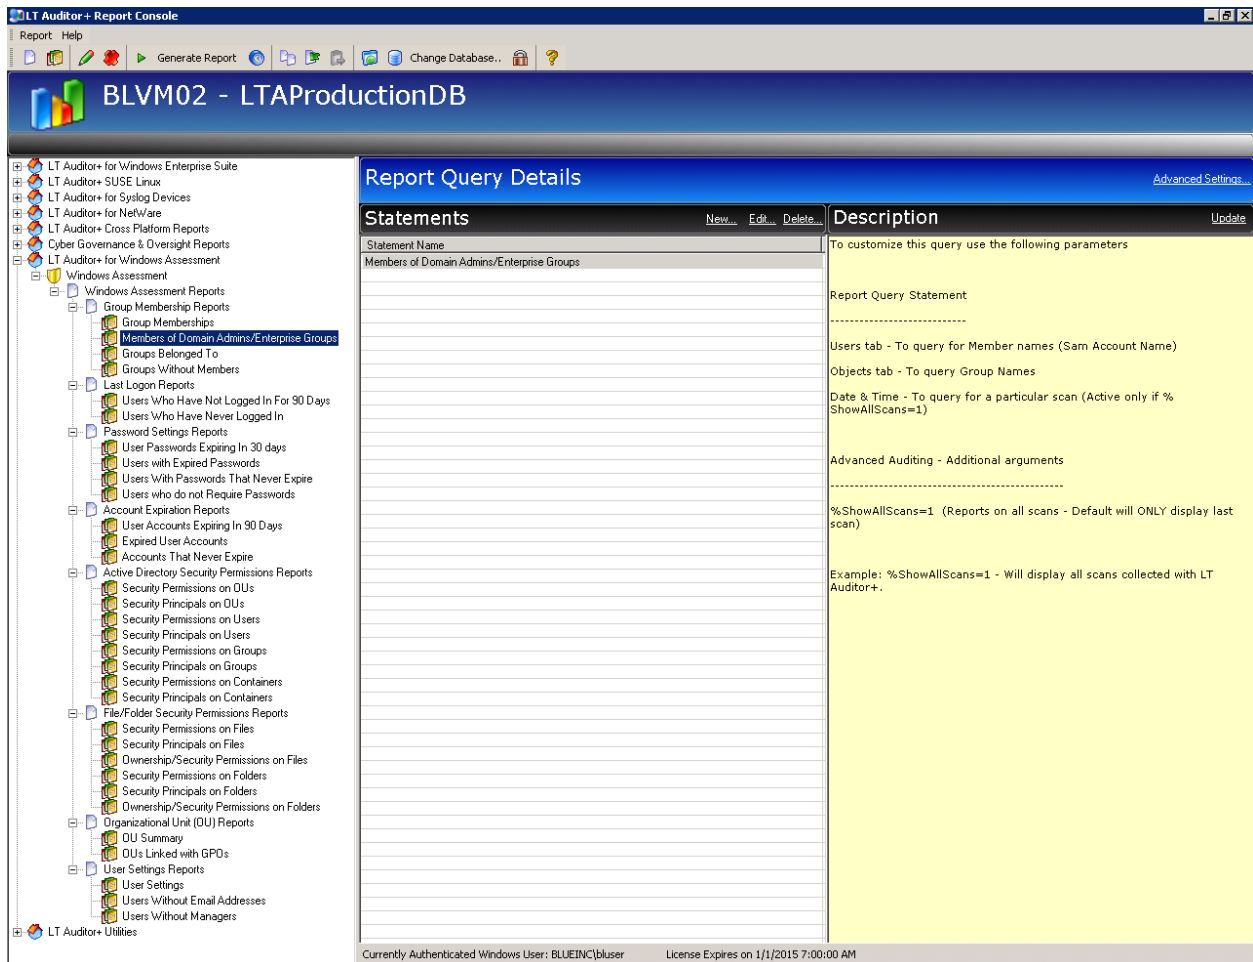 LT Auditor+ Report Console
Report Help
Generate Report Change Database..
BLVM02 - LTAProductionDB
LT Auditor+ for Windows Enterprise Suite
LT Auditor+ SUSE Linux
LT Auditor+ for Syslog Devices
LT Auditor+ for NetWare
LT Auditor+ Cross Platform Reports
Cyber Governance & Oversight Reports
LT Auditor+ for Windows Assessment
Windows Assessment
Windows Assessment Reports
Group Membership Reports
Group Memberships
Members of Domain Admins/Enterprise Groups
Groups Belonged To
Groups Without Members
Last Logon Reports
Users Who Have Not Logged In For 90 Days
Users Who Have Never Logged In
Password Settings Reports
User Passwords Expiring In 30 days
Users with Expired Passwords
Users With Passwords That Never Expire
Users who do not Require Passwords
Account Expiration Reports
User Accounts Expiring In 90 Days
Expired User Accounts
Accounts That Never Expire
Active Directory Security Permissions Reports
Security Permissions on OUs
Security Principals on OUs
Security Permissions on Users
Security Principals on Users
Security Permissions on Groups
Security Principals on Groups
Security Permissions on Containers
Security Principals on Containers
File/Folder Security Permissions Reports
Security Permissions on Files
Security Principals on Files
Ownership/Security Permissions on Files
Security Permissions on Folders
Security Principals on Folders
Ownership/Security Permissions on Folders
Organizational Unit (OU) Reports
OU Summary
OUs Linked with GPOs
User Settings Reports
User Settings
Users Without Email Addresses
Users Without Managers
LT Auditor+ Utilities
Report Query Details Advanced Settings...
Statements New... Edit... Delete...
Statement Name
Members of Domain Admins/Enterprise Groups
Description Update
To customize this query use the following parameters
Report Query Statement
---------------------------
Users tab - To query for Member names (Sam Account Name)
Objects tab - To query Group Names
Date & Time - To query for a particular scan (Active only if %
ShowAllScans=1)
Advanced Auditing - Additional arguments
----------------------------------------------
%ShowAllScans=1 (Reports on all scans - Default will ONLY display last
scan)
Example: %ShowAllScans=1 - Will display all scans collected with LT
Auditor+.
Currently Authenticated Windows User: BLUEINC\bluser License Expires on 1/1/2015 7:00:00 AM